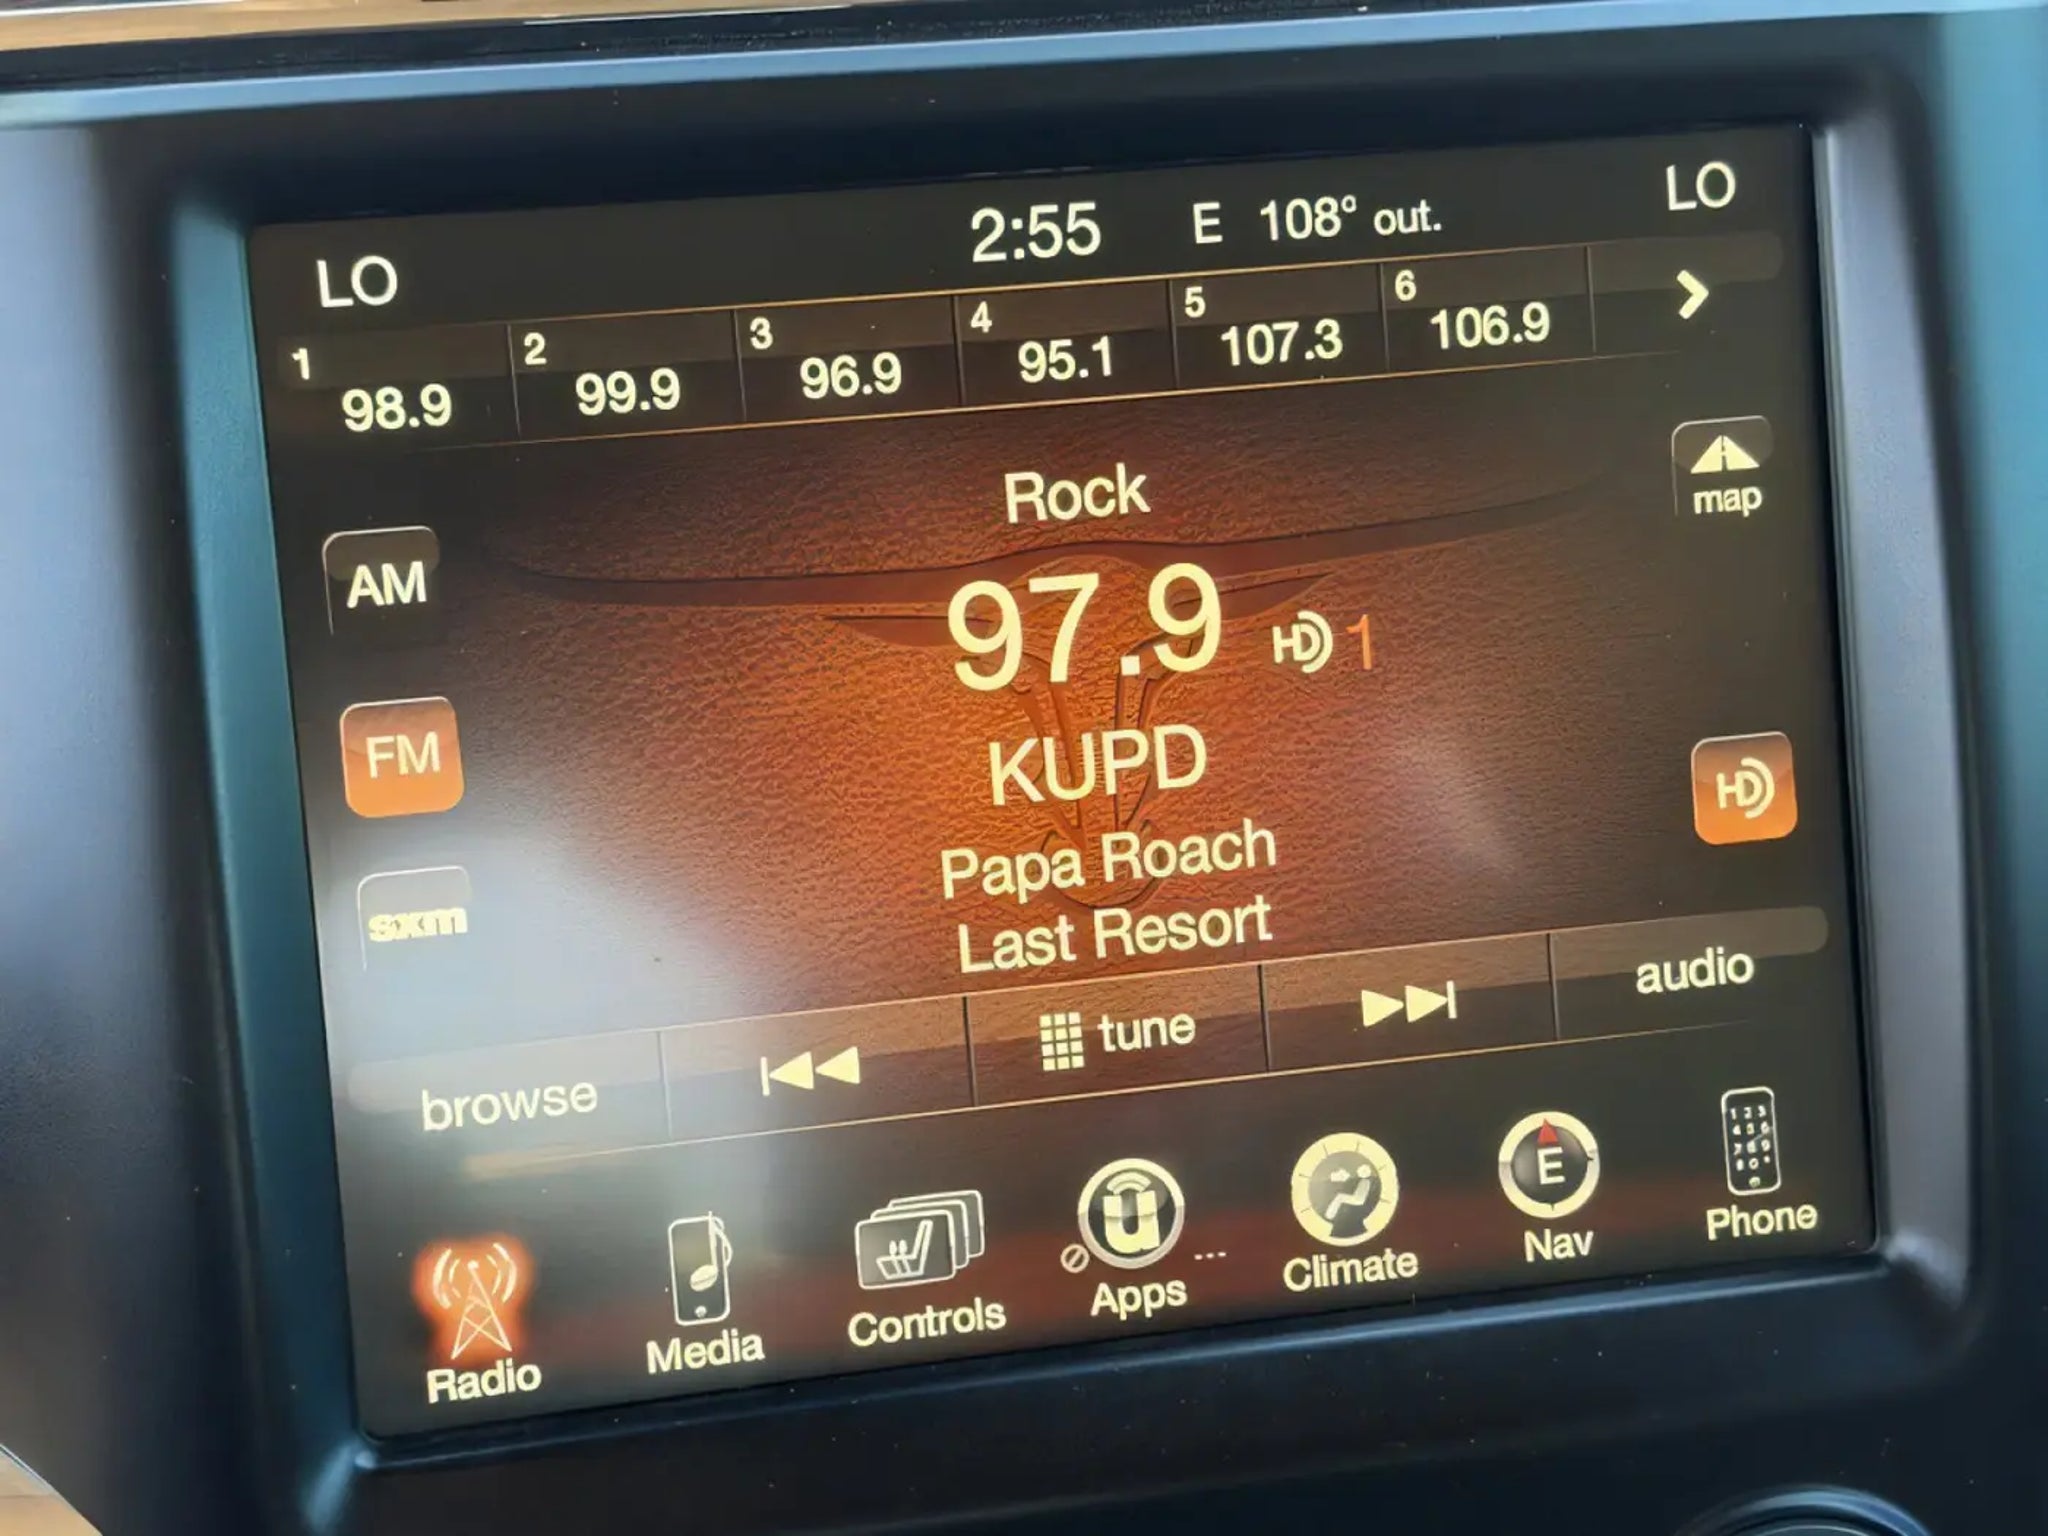 LO 2:55 E 108° out. LO
1 2 3 4 5 6
98.9 99.9 96.9 95.1 107.3 106.9
Rock
map
AM
97.9 HD 1
FM
KUPD
HD
Papa Roach
sxm
Last Resort
browse tune audio
Radio Media Controls Apps ... Climate Nav Phone
u
E